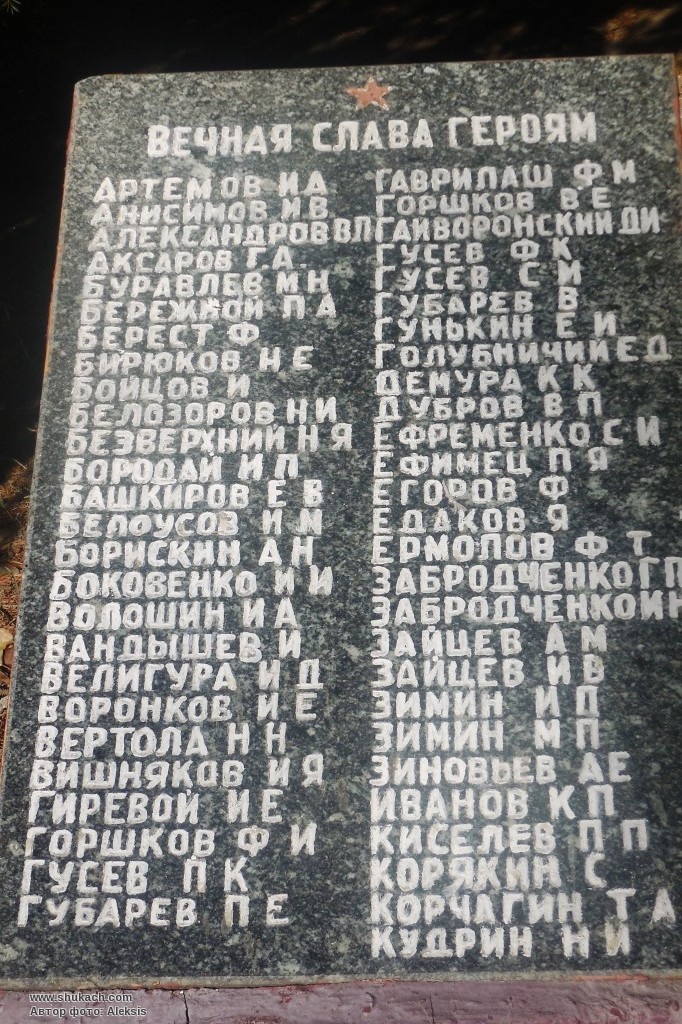 ВЕЧНАЯ СЛАВА ГЕРОЯМ
АРТЕМОВ И А
АНИСИМОВ И.В.
АЛЕКСАНДРОВ В П
АКСАРОВ Г.А.
БУРАВЛЕВ М Н
БЕРЕЖНОЙ П А
БЕРЕСТ Ф
БИРЮКОВ Н Е
БОЙЦОВ И
БЕЛОЗОРОВ Н И
БЕЗВЕРХНИЙ Н Я
БОРОДАЙ И П
БАШКИРОВ Е В
БЕЛОУСОВ И М
БОРИСКИН А Н
БОКОВЕНКО И И
ВОЛОШИН И А
ВАНДЫШЕВ И
ВЕЛИГУРА И Д
ВОРОНКОВ И Е
ВЕРТОЛА Н Н
ВИШНЯКОВ И Я
ГИРЕВОЙ И Е
ГОРШКОВ Ф И
ГУСЕВ П К
ГУБАРЕВ П Е
ГАВРИЛАШ Ф М
ГОРШКОВ В Е
ГАЙВОРОНСКИЙ Д И
ГУСЕВ Ф К
ГУСЕВ С М
ГУБАРЕВ В
ГУНЬКИН Е И
ГОЛУБНИЧИЙ Е Д
ДЕМУРА К К
ДУБРОВ В П
ЕФРЕМЕНКО С И
ЕФИМЕЦ П Я
ЕГОРОВ Ф
ЕДАКОВ Я
ЕРМОЛОВ Ф Т
ЗАБРОДЧЕНКО Г П
ЗАБРОДЧЕНКО И Н
ЗАЙЦЕВ А М
ЗАЙЦЕВ И В
ЗИМИН И Д
ЗИМИН М П
ЗИНОВЬЕВ А Е
ИВАНОВ К П
КИСЕЛЕВ П П
КОРЯКИН С
КОРЧАГИН Т А
КУДРИН Н И
www.shukach.com
Автор фото: Aleksis